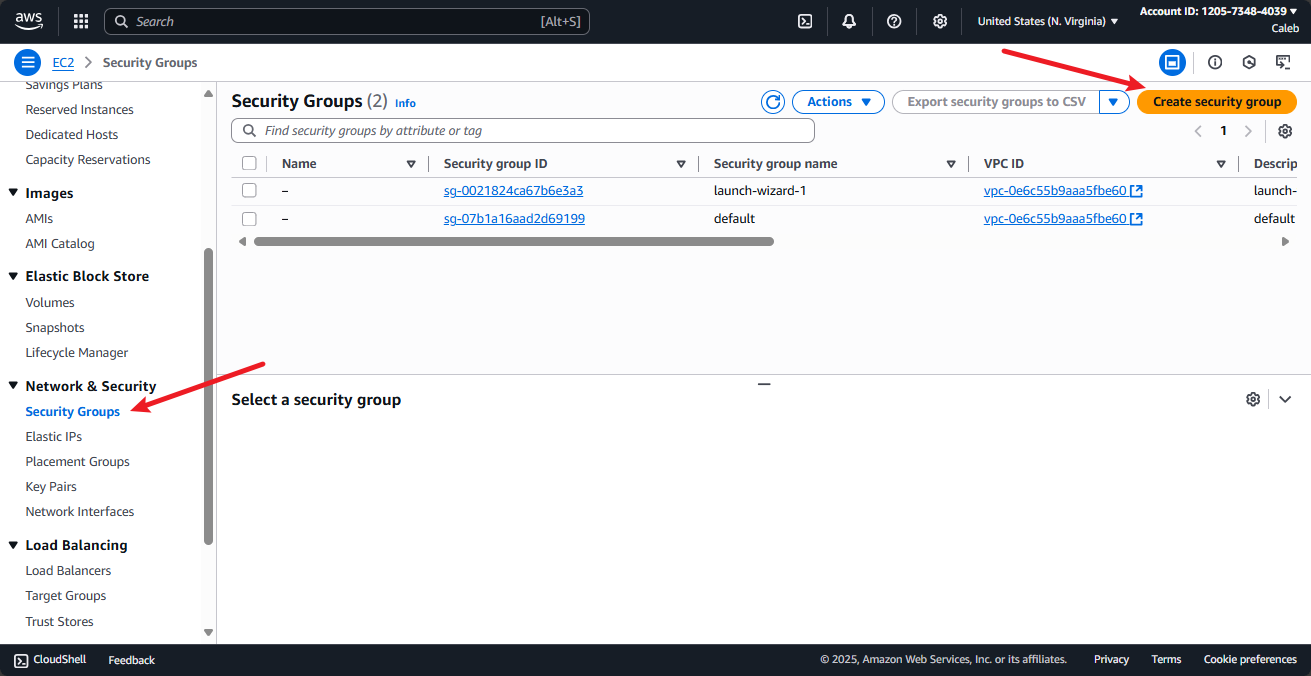 aws
Search
[Alt+S]
United States (N. Virginia)
Account ID: 1205-7348-4039
Caleb
EC2
Security Groups
Savings Plans
Reserved Instances
Dedicated Hosts
Capacity Reservations
Images
AMIs
AMI Catalog
Elastic Block Store
Volumes
Snapshots
Lifecycle Manager
Network & Security
Security Groups
Elastic IPs
Placement Groups
Key Pairs
Network Interfaces
Load Balancing
Load Balancers
Target Groups
Trust Stores
Security Groups (2) Info
Actions
Export security groups to CSV
Create security group
Find security groups by attribute or tag
1
Name Security group ID Security group name VPC ID Descrip
– sg-0021824ca67b6e3a3 launch-wizard-1 vpc-0e6c55b9aaa5fbe60 launch-
– sg-07b1a16aad2d69199 default vpc-0e6c55b9aaa5fbe60 default
Select a security group
CloudShell
Feedback
© 2025, Amazon Web Services, Inc. or its affiliates.
Privacy
Terms
Cookie preferences